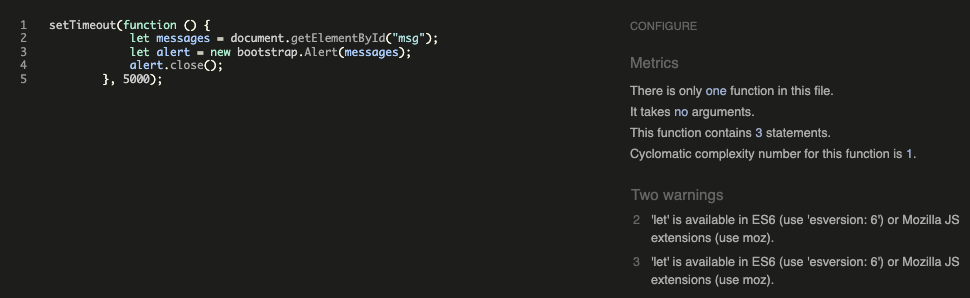 1 setTimeout(function () {
2 let messages = document.getElementById("msg");
3 let alert = new bootstrap.Alert(messages);
4 alert.close();
5 }, 5000);
CONFIGURE
Metrics
There is only one function in this file.
It takes no arguments.
This function contains 3 statements.
Cyclomatic complexity number for this function is 1.
Two warnings
2 'let' is available in ES6 (use 'esversion: 6') or Mozilla JS
extensions (use moz).
3 'let' is available in ES6 (use 'esversion: 6') or Mozilla JS
extensions (use moz).